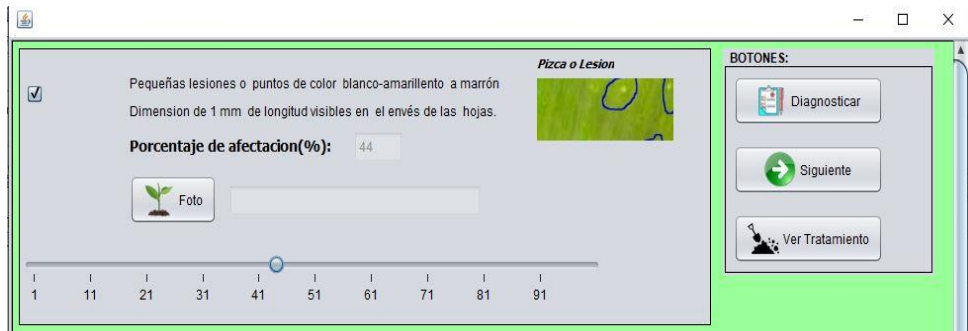 Pizca o Lesion
Pequeñas lesiones o puntos de color blanco-amarillento a marrón
Dimension de 1 mm de longitud visibles en el envés de las hojas.
Porcentaje de afectacion(%): 44
Foto
1 11 21 31 41 51 61 71 81 91
BOTONES:
Diagnosticar
Siguiente
Ver Tratamiento